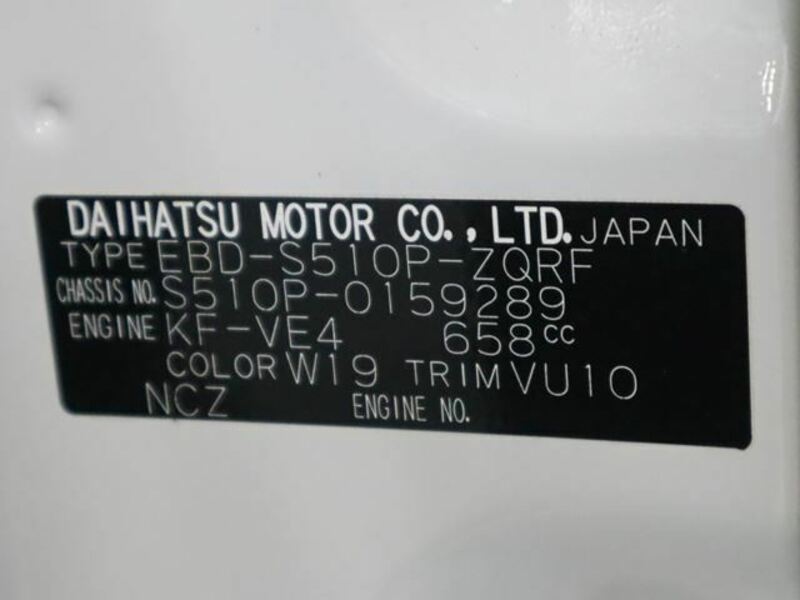 DAIHATSU MOTOR CO.,LTD. JAPAN
TYPE EBD-S510P-ZQRF
CHASSIS NO. S510P-0159289
ENGINE KF-VE4 658cc
COLOR W19 TRIM VU10
NCZ ENGINE NO.